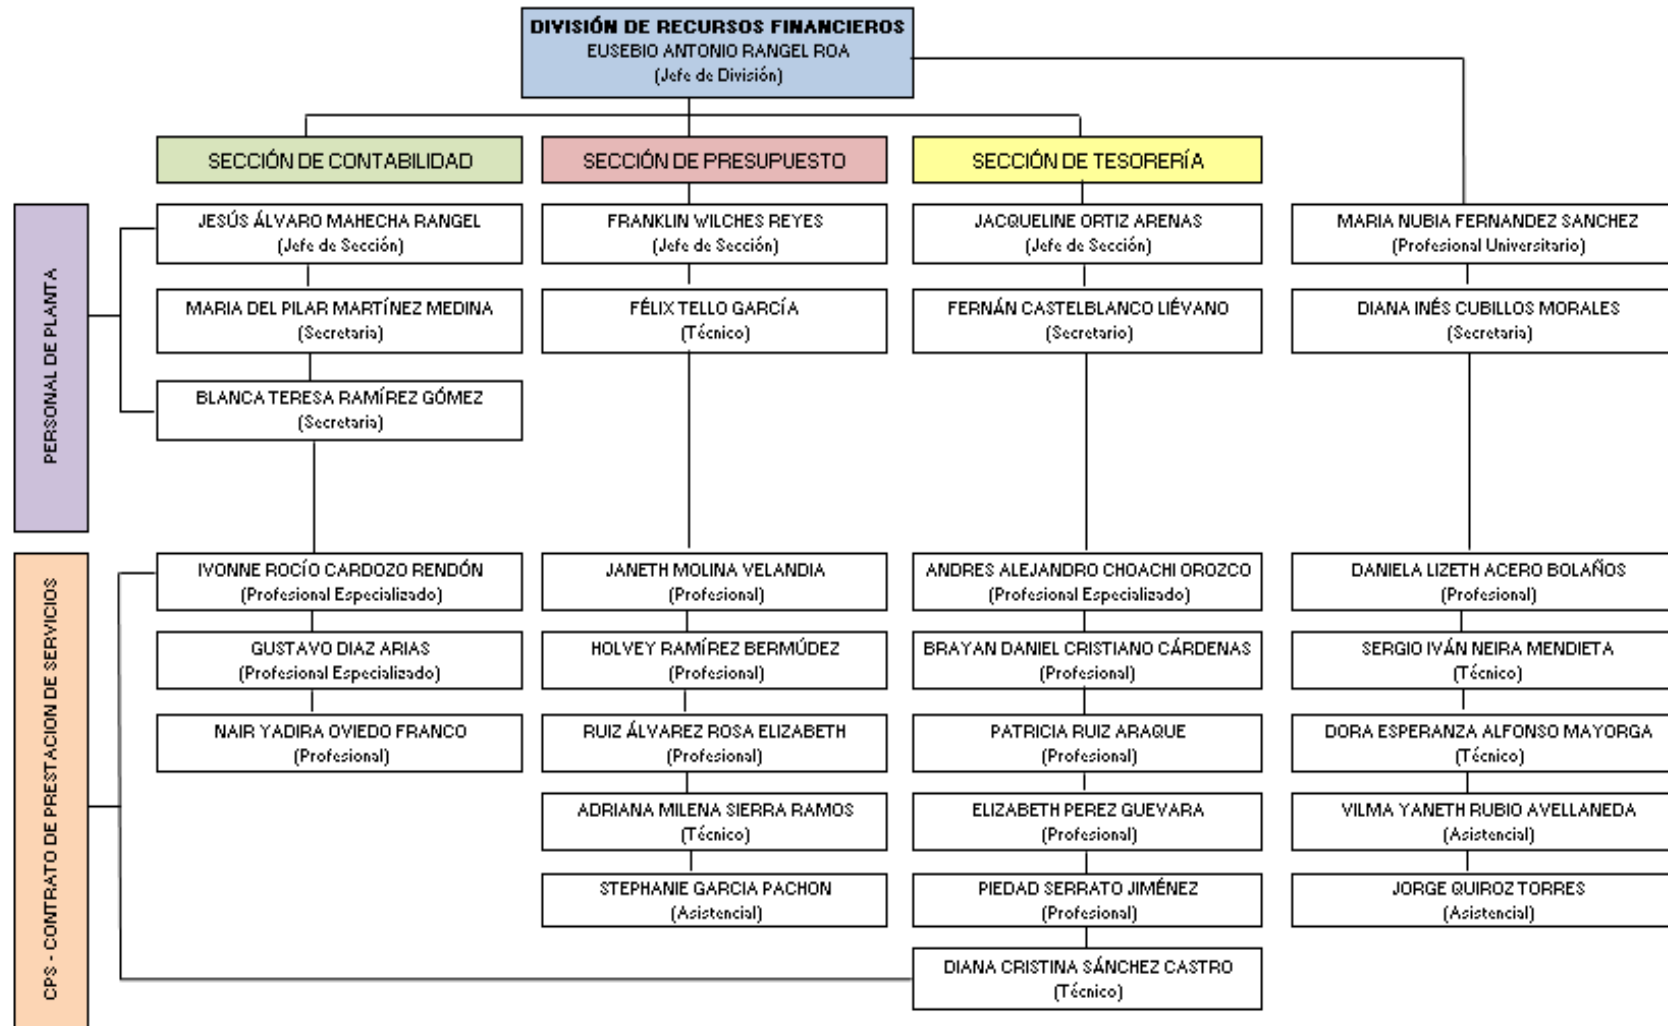 DIVISIÓN DE RECURSOS FINANCIEROS
EUSEBIO ANTONIO RANGEL ROA
(Jefe de División)
SECCIÓN DE CONTABILIDAD
SECCIÓN DE PRESUPUESTO
SECCIÓN DE TESORERÍA
PERSONAL DE PLANTA
JESÚS ÁLVARO MAHECHA RANGEL
(Jefe de Sección)
FRANKLIN WILCHES REYES
(Jefe de Sección)
JACQUELINE ORTIZ ARENAS
(Jefe de Sección)
MARIA NUBIA FERNANDEZ SANCHEZ
(Profesional Universitario)
MARIA DEL PILAR MARTÍNEZ MEDINA
(Secretaria)
FÉLIX TELLO GARCÍA
(Técnico)
FERNÁN CASTELBLANCO LIÉVANO
(Secretario)
DIANA INÉS CUBILLOS MORALES
(Secretaria)
BLANCA TERESA RAMÍREZ GÓMEZ
(Secretaria)
CPS - CONTRATO DE PRESTACION DE SERVICIOS
IVONNE ROCÍO CARDOZO RENDÓN
(Profesional Especializado)
JANETH MOLINA VELANDIA
(Profesional)
ANDRES ALEJANDRO CHOACHI OROZCO
(Profesional Especializado)
DANIELA LIZETH ACERO BOLAÑOS
(Profesional)
GUSTAVO DIAZ ARIAS
(Profesional Especializado)
HOLVEY RAMÍREZ BERMÚDEZ
(Profesional)
BRAYAN DANIEL CRISTIANO CÁRDENAS
(Profesional)
SERGIO IVÁN NEIRA MENDIETA
(Técnico)
NAIR YADIRA OVIEDO FRANCO
(Profesional)
RUIZ ÁLVAREZ ROSA ELIZABETH
(Profesional)
PATRICIA RUIZ ARAQUE
(Profesional)
DORA ESPERANZA ALFONSO MAYORGA
(Técnico)
ADRIANA MILENA SIERRA RAMOS
(Técnico)
ELIZABETH PEREZ GUEVARA
(Profesional)
VILMA YANETH RUBIO AVELLANEDA
(Asistencial)
STEPHANIE GARCIA PACHON
(Asistencial)
PIEDAD SERRATO JIMÉNEZ
(Profesional)
JORGE QUIROZ TORRES
(Asistencial)
DIANA CRISTINA SÁNCHEZ CASTRO
(Técnico)